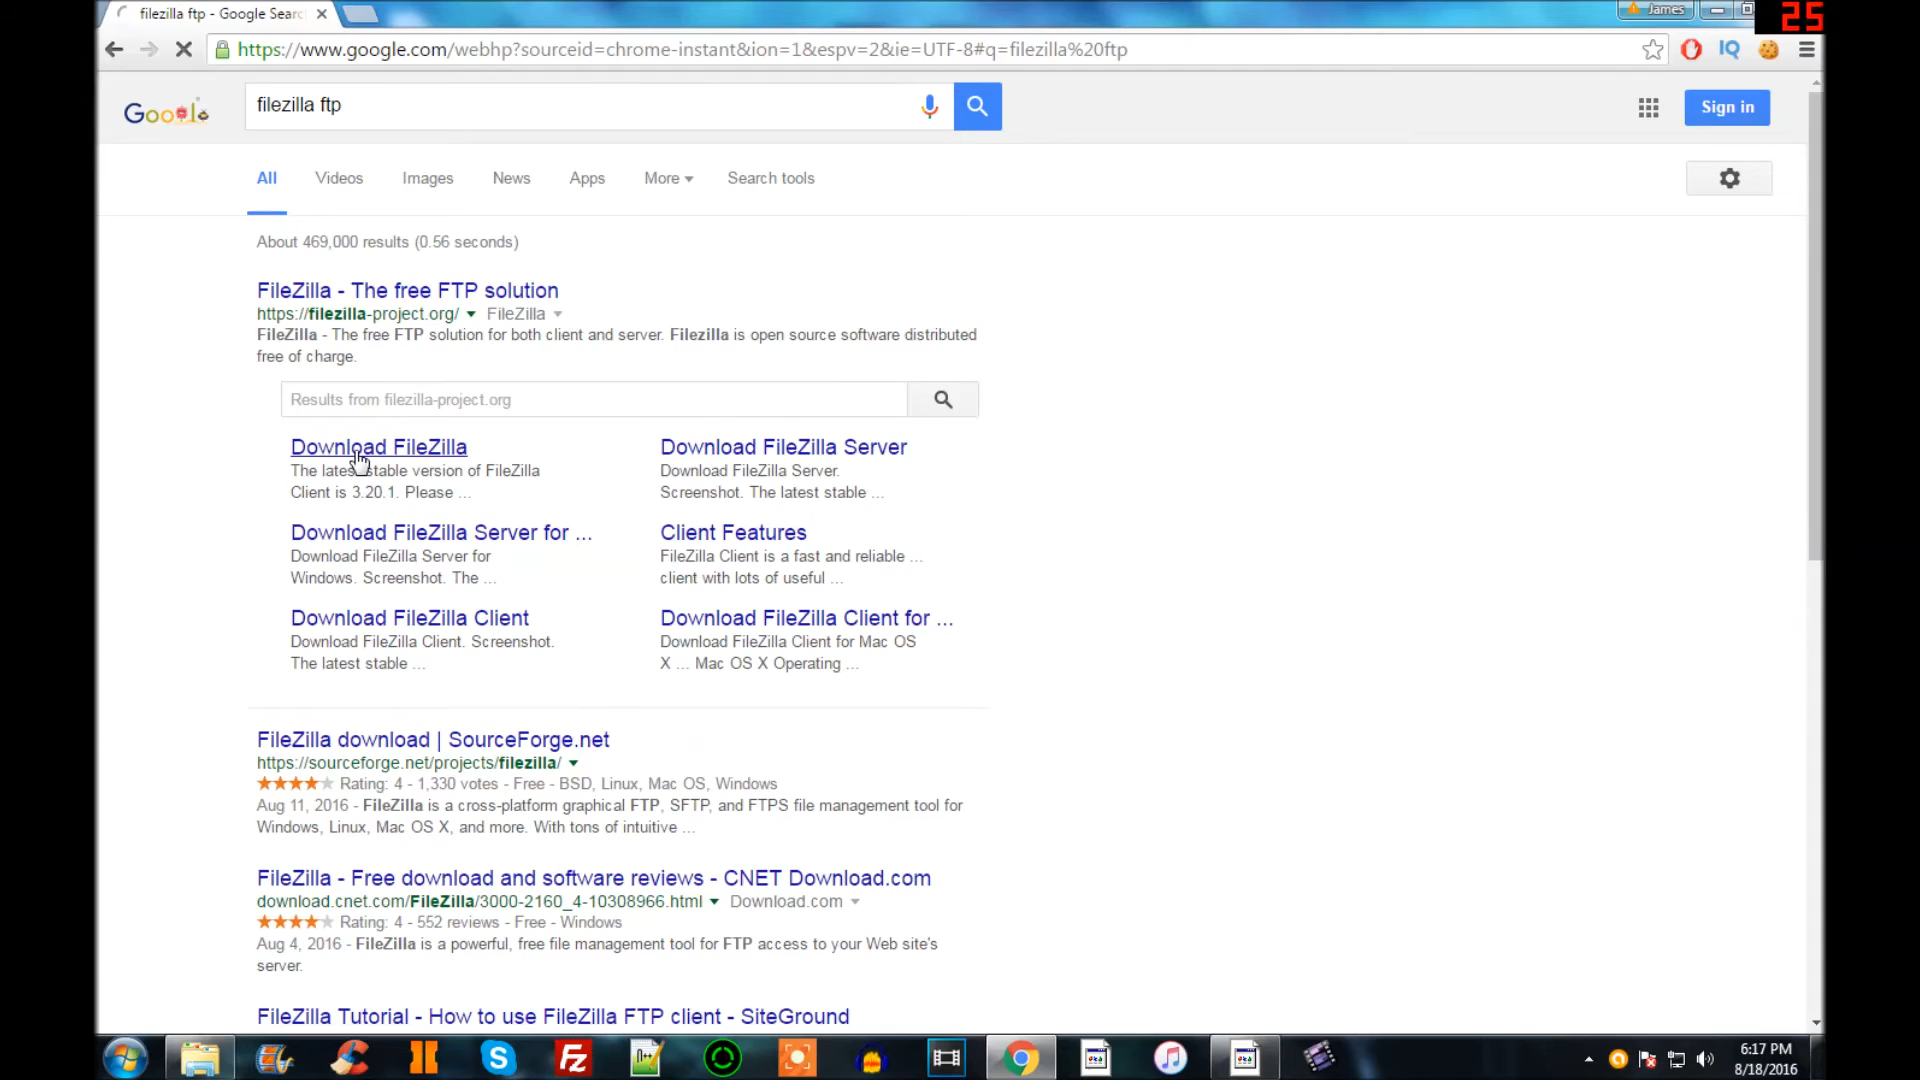 filezilla ftp - Google Searc
James
25
https://www.google.com/webhp?sourceid=chrome-instant&ion=1&espv=2&ie=UTF-8#q=filezilla%20ftp
IQ
Google
filezilla ftp
Sign in
All Videos Images News Apps More Search tools
About 469,000 results (0.56 seconds)
FileZilla - The free FTP solution
https://filezilla-project.org/ FileZilla
FileZilla - The free FTP solution for both client and server. Filezilla is open source software distributed
free of charge.
Results from filezilla-project.org
Download FileZilla
The latest stable version of FileZilla
Client is 3.20.1. Please ...
Download FileZilla Server
Download FileZilla Server.
Screenshot. The latest stable ...
Download FileZilla Server for ...
Download FileZilla Server for
Windows. Screenshot. The ...
Client Features
FileZilla Client is a fast and reliable ...
client with lots of useful ...
Download FileZilla Client
Download FileZilla Client. Screenshot.
The latest stable ...
Download FileZilla Client for ...
Download FileZilla Client for Mac OS
X ... Mac OS X Operating ...
FileZilla download | SourceForge.net
https://sourceforge.net/projects/filezilla/
Rating: 4 - 1,330 votes - Free - BSD, Linux, Mac OS, Windows
Aug 11, 2016 - FileZilla is a cross-platform graphical FTP, SFTP, and FTPS file management tool for
Windows, Linux, Mac OS X, and more. With tons of intuitive ...
FileZilla - Free download and software reviews - CNET Download.com
download.cnet.com/FileZilla/3000-2160_4-10308966.html Download.com
Rating: 4 - 552 reviews - Free - Windows
Aug 4, 2016 - FileZilla is a powerful, free file management tool for FTP access to your Web site's
server.
FileZilla Tutorial - How to use FileZilla FTP client - SiteGround
6:17 PM
8/18/2016